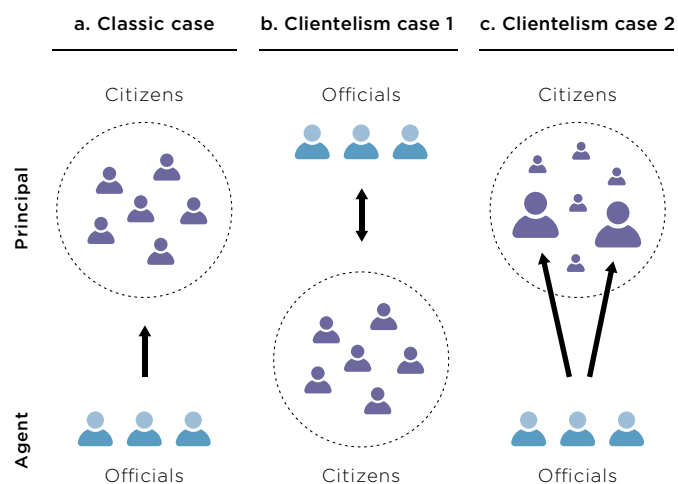 a. Classic case
b. Clientelism case 1
c. Clientelism case 2
Citizens
Officials
Citizens
Principal
Agent
Officials
Citizens
Officials